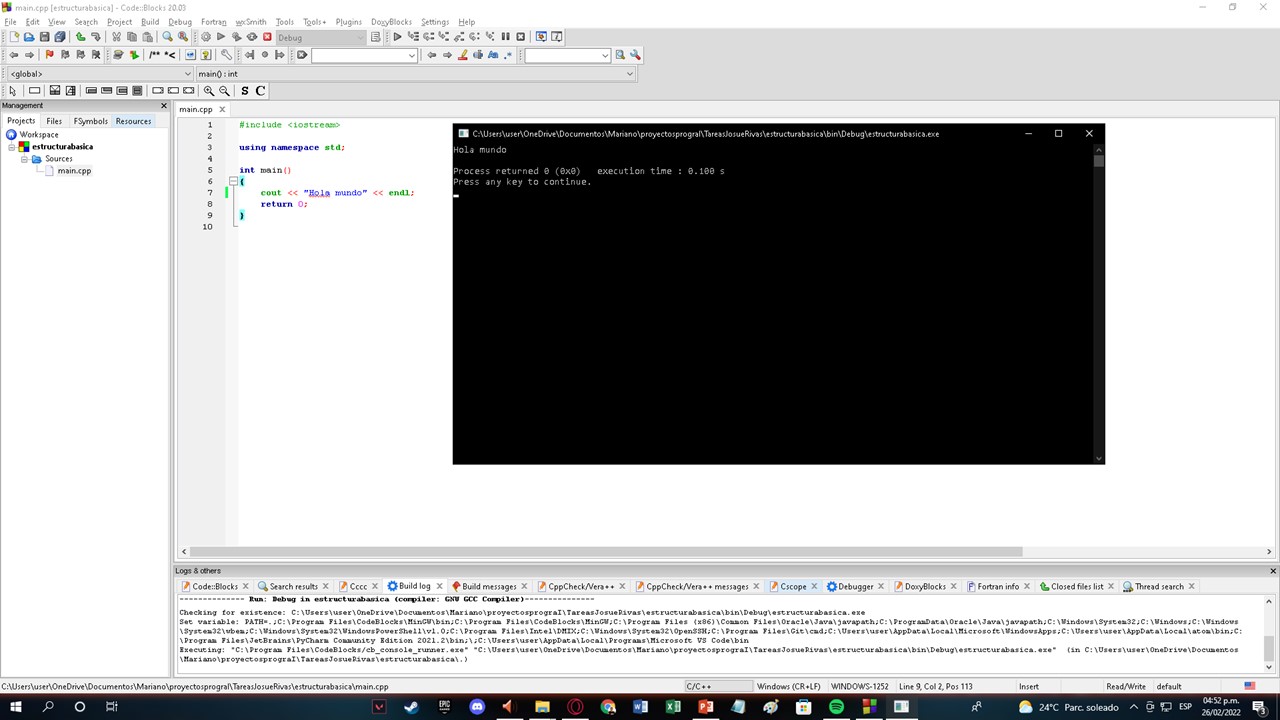 main.cpp [estructurabasica] - Code::Blocks 20.03
File Edit View Search Project Build Debug Fortran wxSmith Tools Tools+ Plugins DoxyBlocks Settings Help
Debug
/** *<
<global> main() : int
S C
Management
Projects Files FSymbols Resources
Workspace
estructurabasica
Sources
main.cpp
main.cpp
1 #include <iostream>
2
3 using namespace std;
4
5 int main()
6 {
7 cout << "Hola mundo" << endl;
8 return 0;
9 }
10
C:\Users\user\OneDrive\Documentos\Mariano\proyectosprograI\TareasJosueRivas\estructurabasica\bin\Debug\estructurabasica.exe
Hola mundo
Process returned 0 (0x0)   execution time : 0.100 s
Press any key to continue.
Logs & others
Code::Blocks Search results Cccc Build log Build messages CppCheck/Vera++ CppCheck/Vera++ messages Cscope Debugger DoxyBlocks Fortran info Closed files list Thread search
-------------- Run: Debug in estructurabasica (compiler: GNU GCC Compiler)---------------
Checking for existence: C:\Users\user\OneDrive\Documentos\Mariano\proyectosprograI\TareasJosueRivas\estructurabasica\bin\Debug\estructurabasica.exe
Set variable: PATH=.;C:\Program Files\CodeBlocks\MinGW\bin;C:\Program Files\CodeBlocks\MinGW;C:\Program Files (x86)\Common Files\Oracle\Java\javapath;C:\ProgramData\Oracle\Java\javapath;C:\Windows\System32;C:\Windows;C:\Windows
\System32\wbem;C:\Windows\System32\WindowsPowerShell\v1.0;C:\Program Files\Intel\DMIX;C:\Windows\System32\OpenSSH;C:\Program Files\Git\cmd;C:\Users\user\AppData\Local\Microsoft\WindowsApps;C:\Users\user\AppData\Local\atom\bin;C:
\Program Files\JetBrains\PyCharm Community Edition 2021.2\bin;\;C:\Users\user\AppData\Local\Programs\Microsoft VS Code\bin
Executing: "C:\Program Files\CodeBlocks/cb_console_runner.exe" "C:\Users\user\OneDrive\Documentos\Mariano\proyectosprograI\TareasJosueRivas\estructurabasica\bin\Debug\estructurabasica.exe"  (in C:\Users\user\OneDrive\Documentos
\Mariano\proyectosprograI\TareasJosueRivas\estructurabasica\.)
C:\Users\user\OneDrive\Documentos\Mariano\proyectosprograI\TareasJosueRivas\estructurabasica\main.cpp C/C++ Windows (CR+LF) WINDOWS-1252 Line 9, Col 2, Pos 113 Insert Read/Write default
EPIC
24°C Parc. soleado ESP 04:52 p.m.
26/02/2022